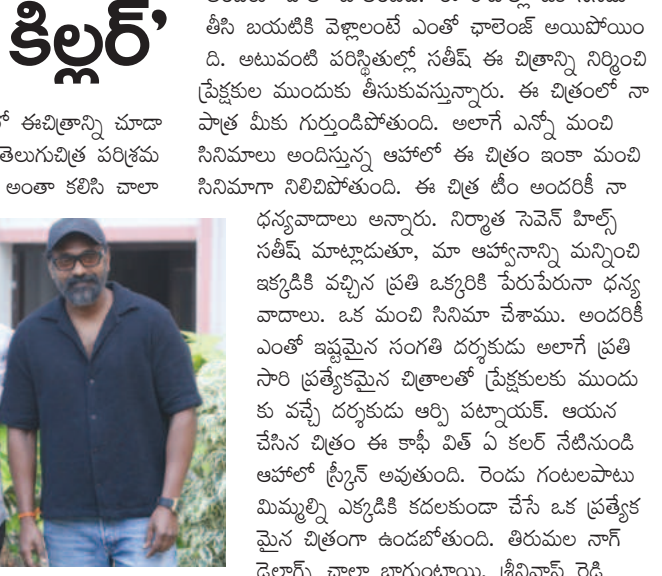 కిల్లర్’
లో ఈచిత్రాన్ని చూడా
తెలుగుచిత్ర పరిశ్రమ
అంతా కలిసి చాలా
తీసి బయటికి వెళ్లాలంటే ఎంతో ఛాలెంజ్ అయిపోయిం
ది. అటువంటి పరిస్థితుల్లో సతీష్ ఈ చిత్రాన్ని నిర్మించి
ప్రేక్షకుల ముందుకు తీసుకువస్తున్నారు. ఈ చిత్రంలో నా
పాత్ర మీకు గుర్తుండిపోతుంది. అలాగే ఎన్నో మంచి
సినిమాలు అందిస్తున్న ఆహాలో ఈ చిత్రం ఇంకా మంచి
సినిమాగా నిలిచిపోతుంది. ఈ చిత్ర టీం అందరికీ నా
ధన్యవాదాలు అన్నారు. నిర్మాత సెవెన్ హిల్స్
సతీష్ మాట్లాడుతూ, మా ఆహ్వానాన్ని మన్నించి
ఇక్కడికి వచ్చిన ప్రతి ఒక్కరికి పేరుపేరునా ధన్య
వాదాలు. ఒక మంచి సినిమా చేశాము. అందరికీ
ఎంతో ఇష్టమైన సంగతి దర్శకుడు అలాగే ప్రతి
సారి ప్రత్యేకమైన చిత్రాలతో ప్రేక్షకులకు ముందు
కు వచ్చే దర్శకుడు ఆర్పి పట్నాయక్. ఆయన
చేసిన చిత్రం ఈ కాఫీ విత్ ఏ కలర్ నేటినుండి
ఆహాలో స్క్రీన్ అవుతుంది. రెండు గంటలపాటు
మిమ్మల్ని ఎక్కడికి కదలకుండా చేసే ఒక ప్రత్యేక
మైన చిత్రంగా ఉండబోతుంది. తిరుమల నాగ్
డైలాగ్స్ చాలా బాగుంటాయి. శ్రీనివాస్ రెడ్డి